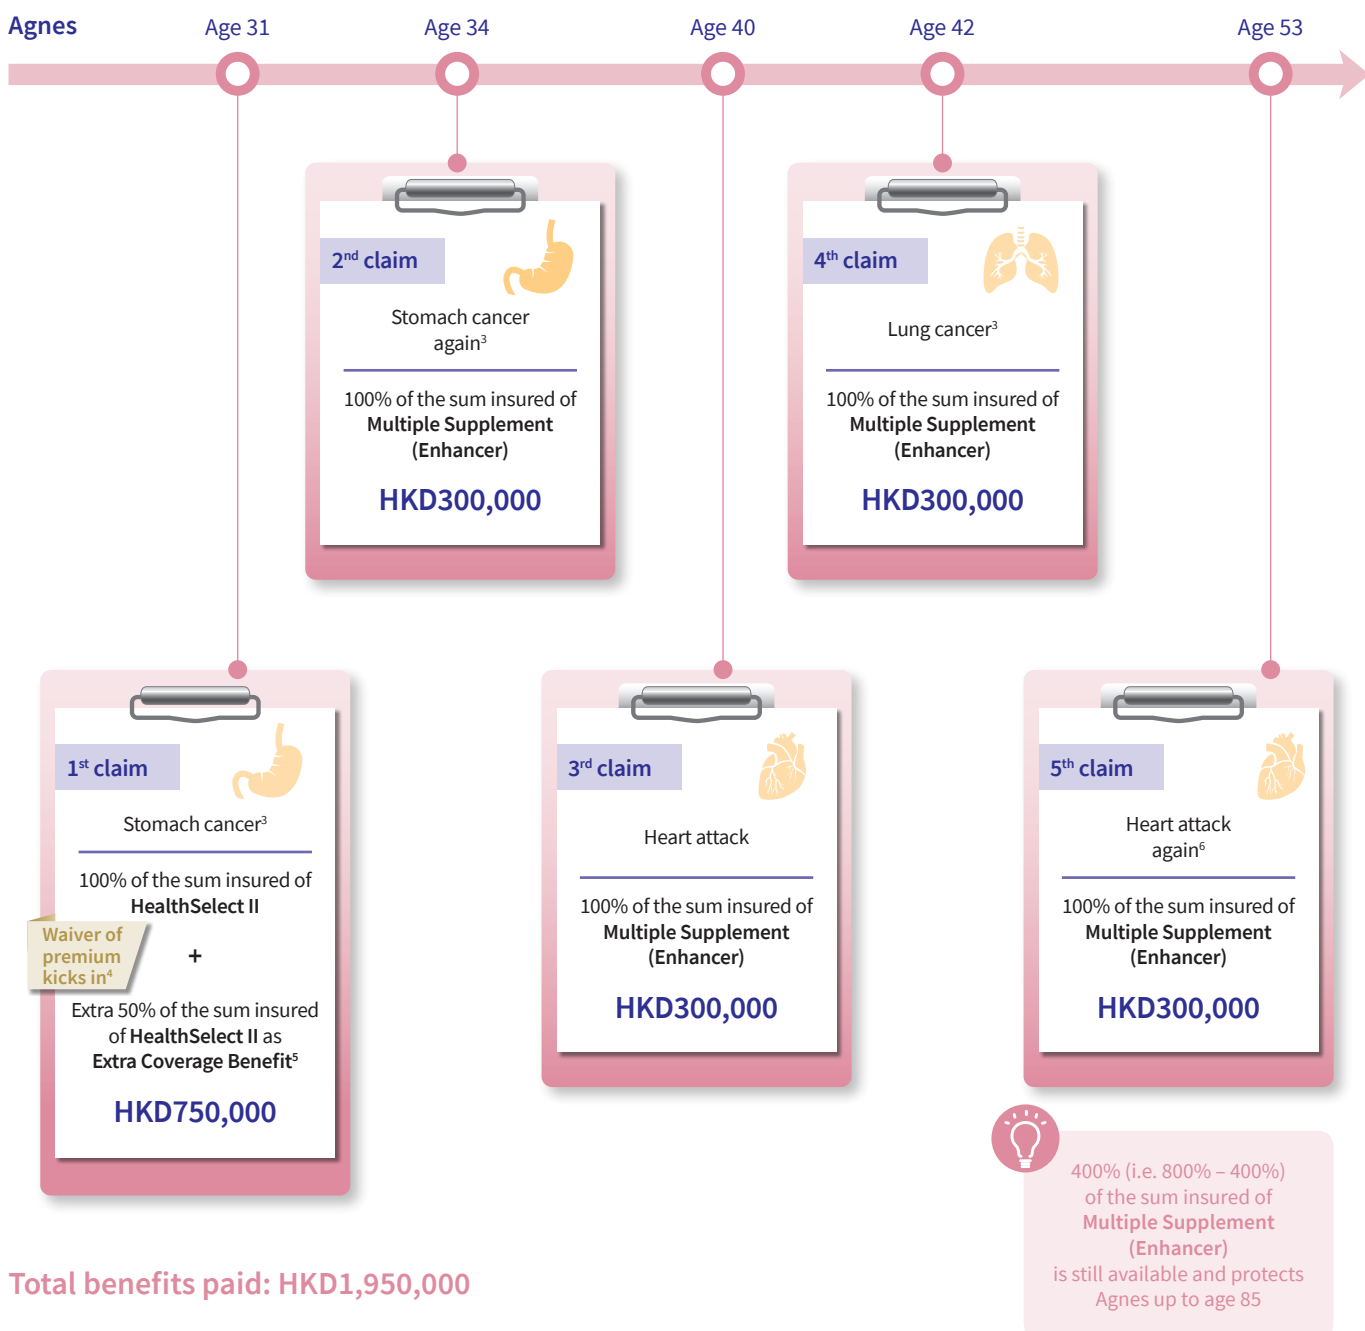 Agnes
Age 31
Age 34
Age 40
Age 42
Age 53
1st claim
Stomach cancer3
100% of the sum insured of
HealthSelect II
Waiver of
premium
kicks in4
+
Extra 50% of the sum insured
of HealthSelect II as
Extra Coverage Benefit5
HKD750,000
2nd claim
Stomach cancer
again3
100% of the sum insured of
Multiple Supplement
(Enhancer)
HKD300,000
3rd claim
Heart attack
100% of the sum insured of
Multiple Supplement
(Enhancer)
HKD300,000
4th claim
Lung cancer3
100% of the sum insured of
Multiple Supplement
(Enhancer)
HKD300,000
5th claim
Heart attack
again6
100% of the sum insured of
Multiple Supplement
(Enhancer)
HKD300,000
400% (i.e. 800% – 400%)
of the sum insured of
Multiple Supplement
(Enhancer)
is still available and protects
Agnes up to age 85
Total benefits paid: HKD1,950,000